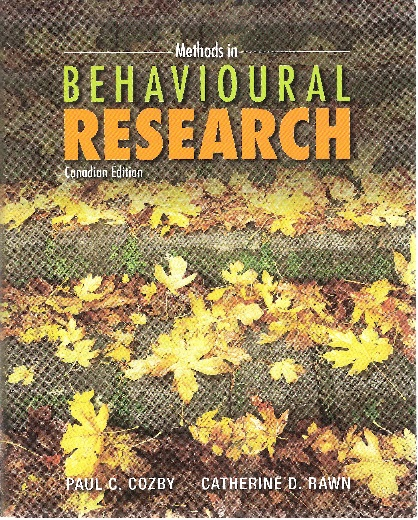 Methods in
BEHAVIOURAL
RESEARCH
Canadian Edition
PAUL C. COZBY CATHERINE D. RAWN